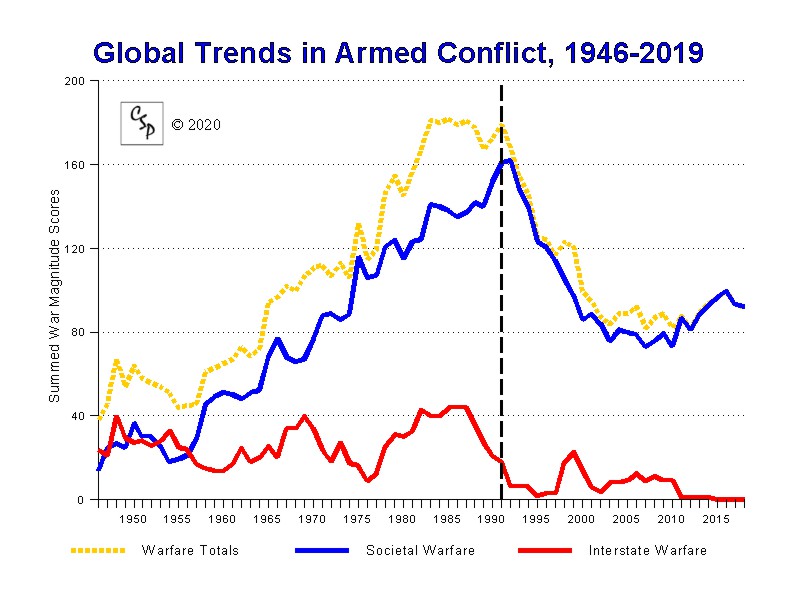 Global Trends in Armed Conflict, 1946-2019
200
CSP © 2020
160
120
80
40
0
Summed War Magnitude Scores
1950 1955 1960 1965 1970 1975 1980 1985 1990 1995 2000 2005 2010 2015
Warfare Totals Societal Warfare Interstate Warfare